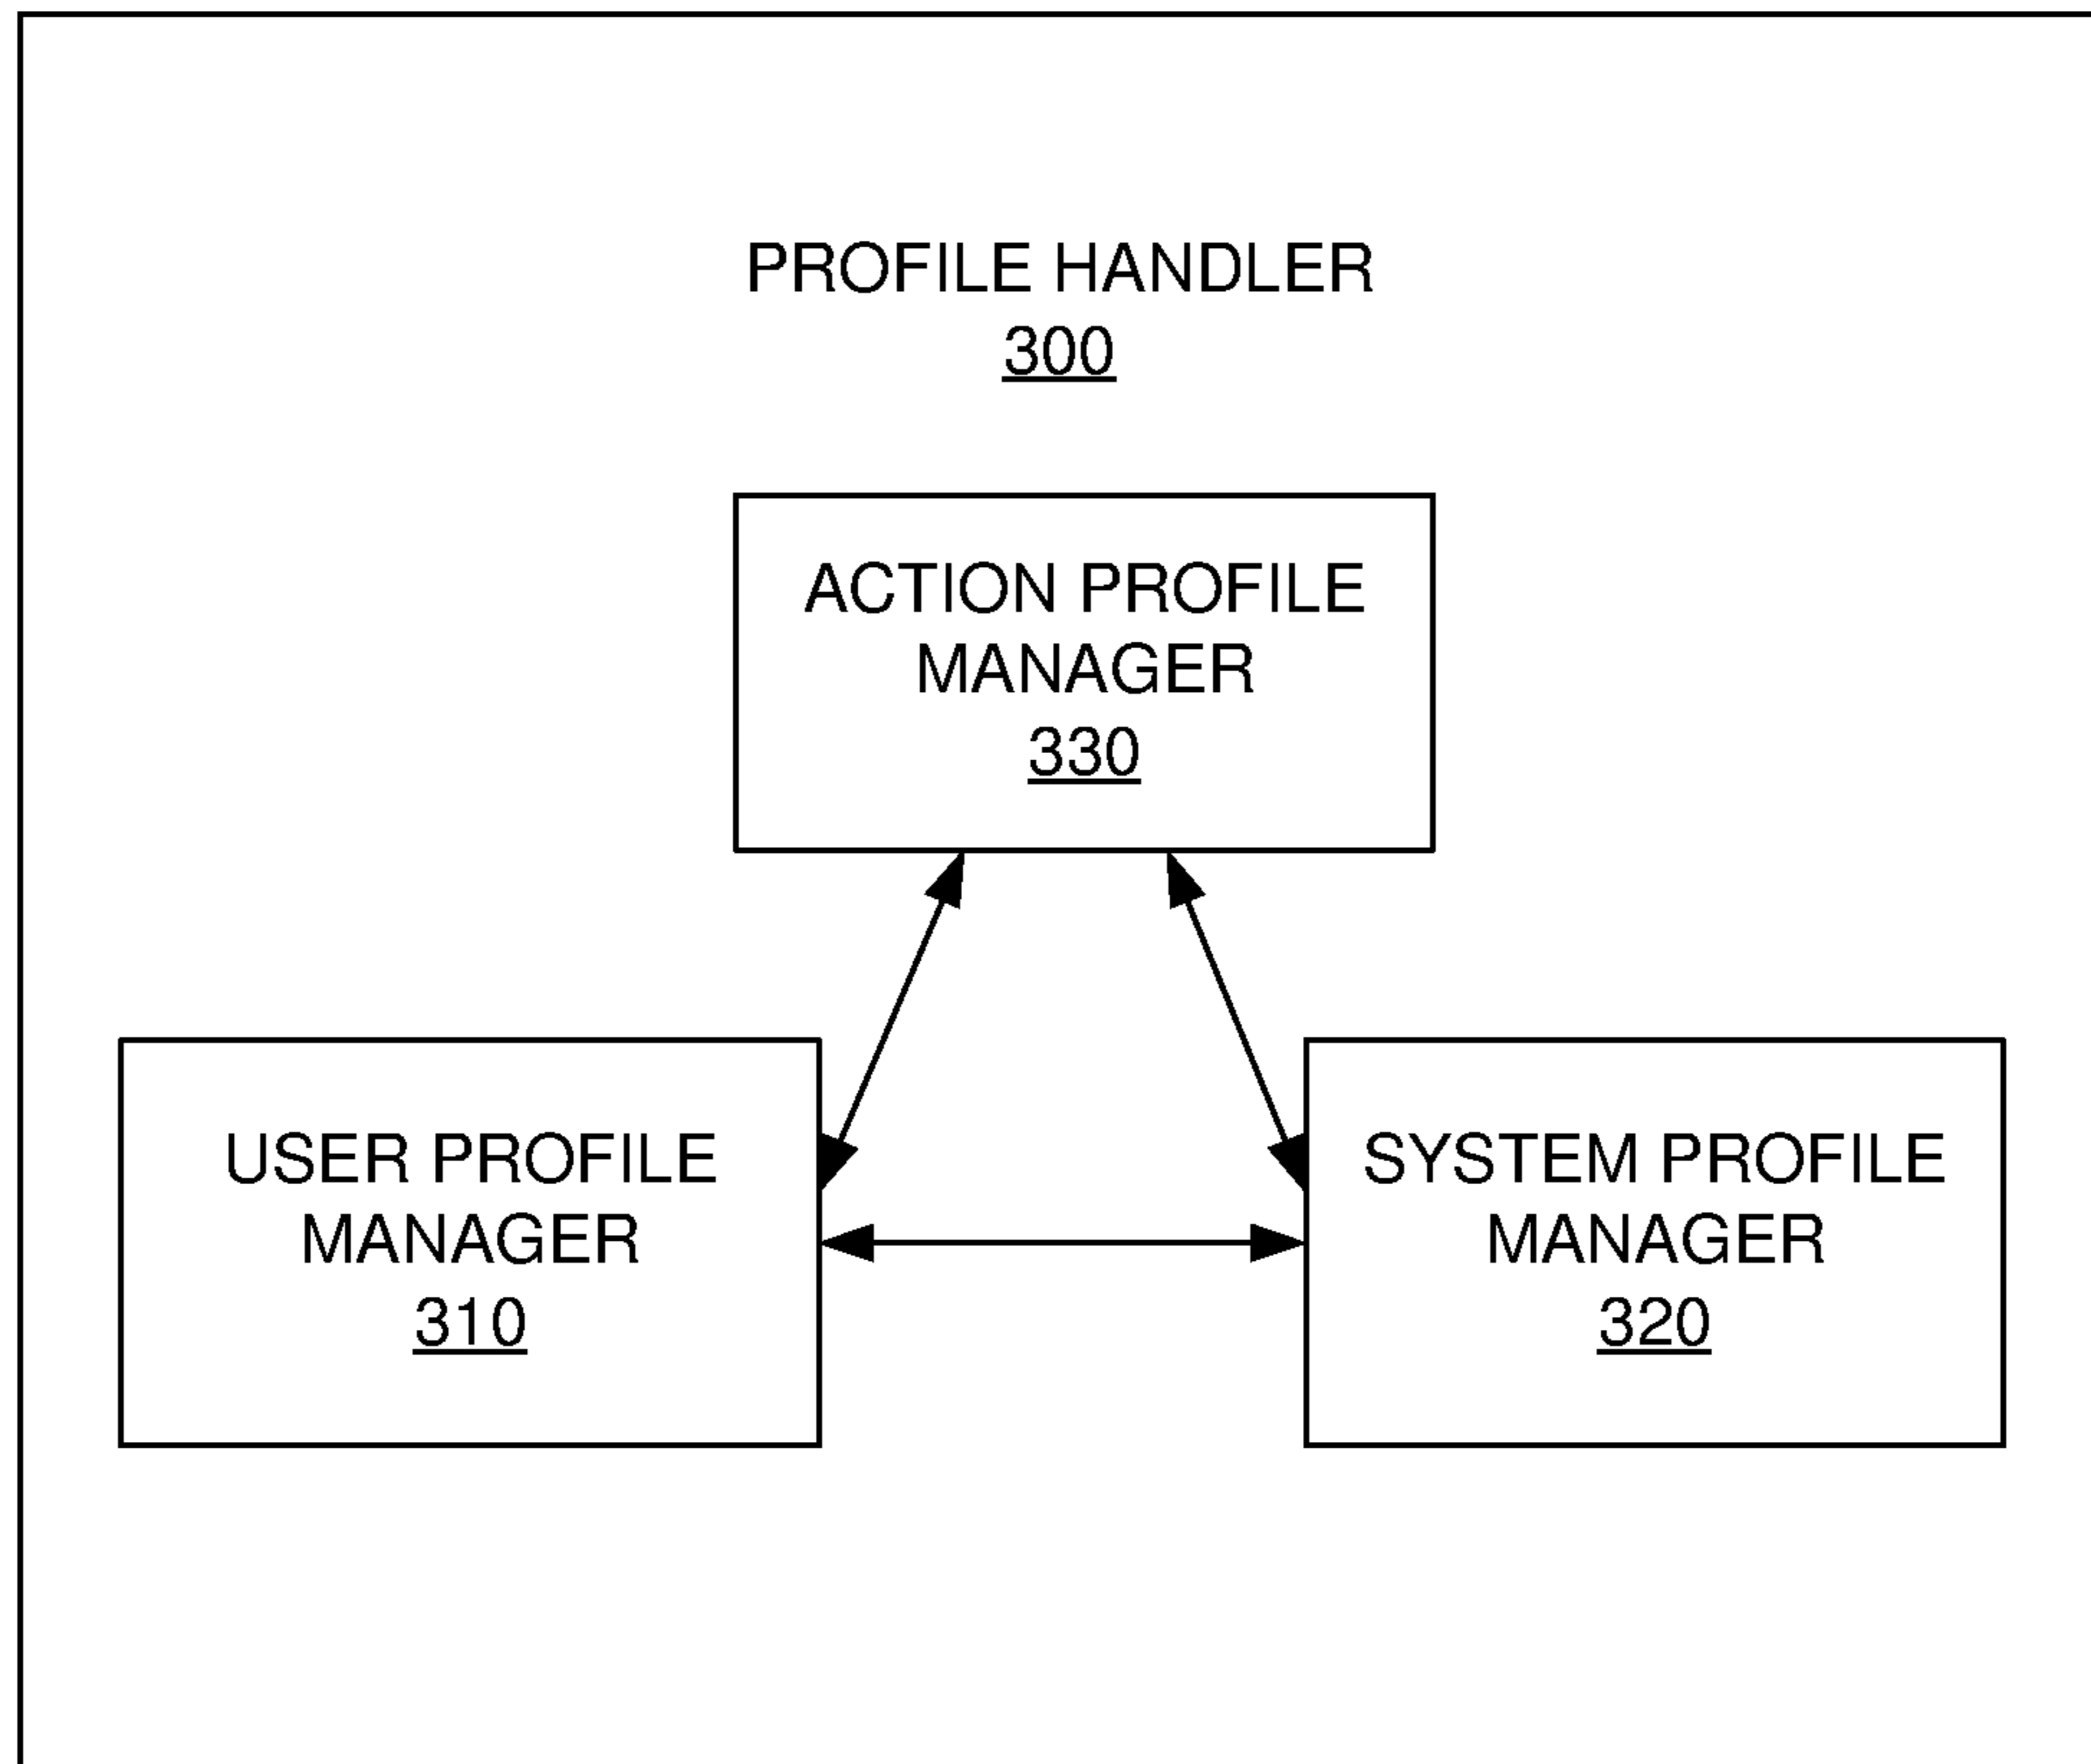 PROFILE HANDLER
300
ACTION PROFILE
MANAGER
330
USER PROFILE
MANAGER
310
SYSTEM PROFILE
MANAGER
320